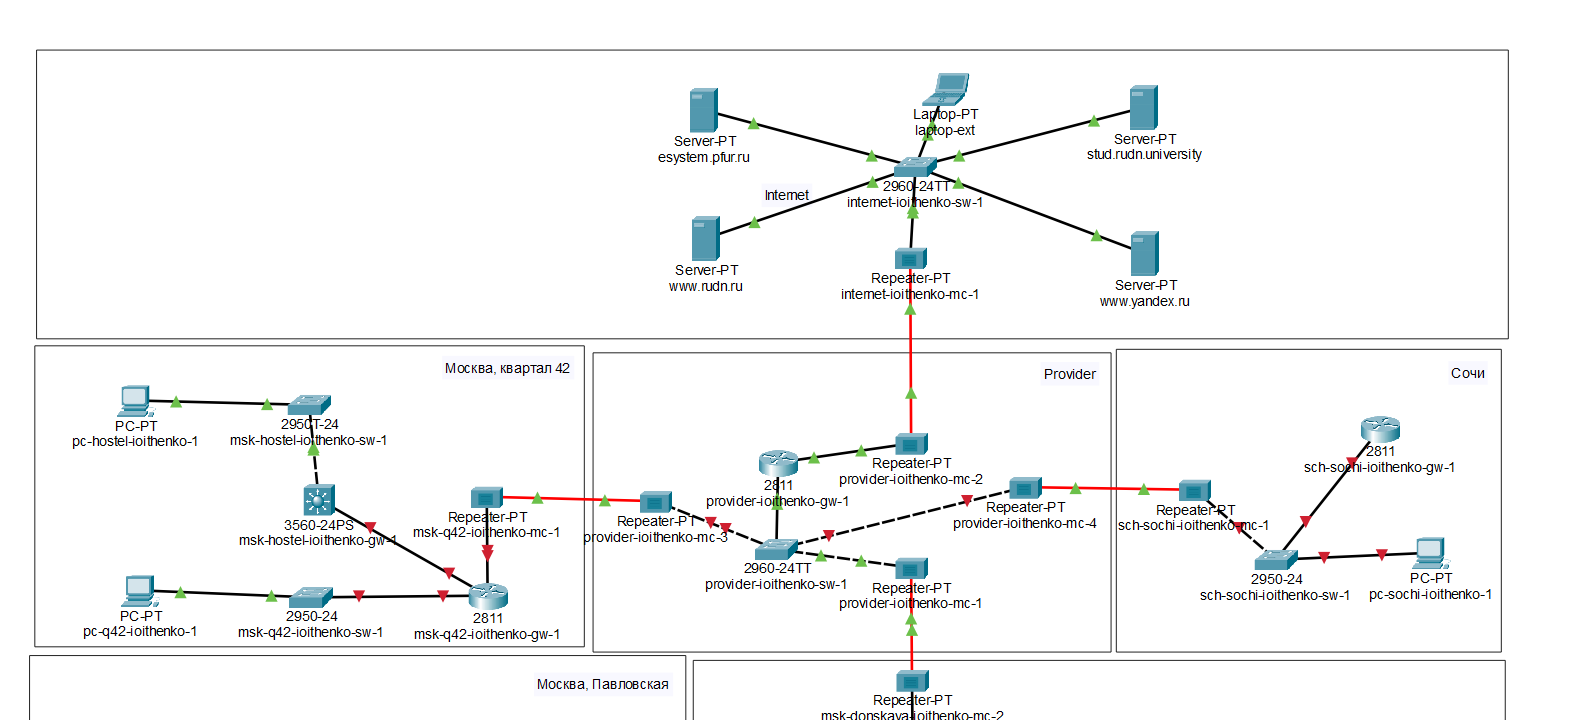 Laptop-PT
laptop-ext
Server-PT
esystem.pfur.ru
Server-PT
stud.rudn.university
Internet
2960-24TT
internet-ioithenko-sw-1
Server-PT
www.rudn.ru
Repeater-PT
internet-ioithenko-mc-1
Server-PT
www.yandex.ru
Москва, квартал 42
PC-PT
pc-hostel-ioithenko-1
2950T-24
msk-hostel-ioithenko-sw-1
3560-24PS
msk-hostel-ioithenko-gw-1
Repeater-PT
msk-q42-ioithenko-mc-1
PC-PT
pc-q42-ioithenko-1
2950-24
msk-q42-ioithenko-sw-1
2811
msk-q42-ioithenko-gw-1
Provider
Repeater-PT
provider-ioithenko-mc-2
2811
provider-ioithenko-gw-1
Repeater-PT
provider-ioithenko-mc-3
Repeater-PT
provider-ioithenko-mc-4
2960-24TT
provider-ioithenko-sw-1
Repeater-PT
provider-ioithenko-mc-1
Сочи
2811
sch-sochi-ioithenko-gw-1
Repeater-PT
sch-sochi-ioithenko-mc-1
2950-24
sch-sochi-ioithenko-sw-1
PC-PT
pc-sochi-ioithenko-1
Москва, Павловская
Repeater-PT
msk-donskaya-ioithenko-mc-2